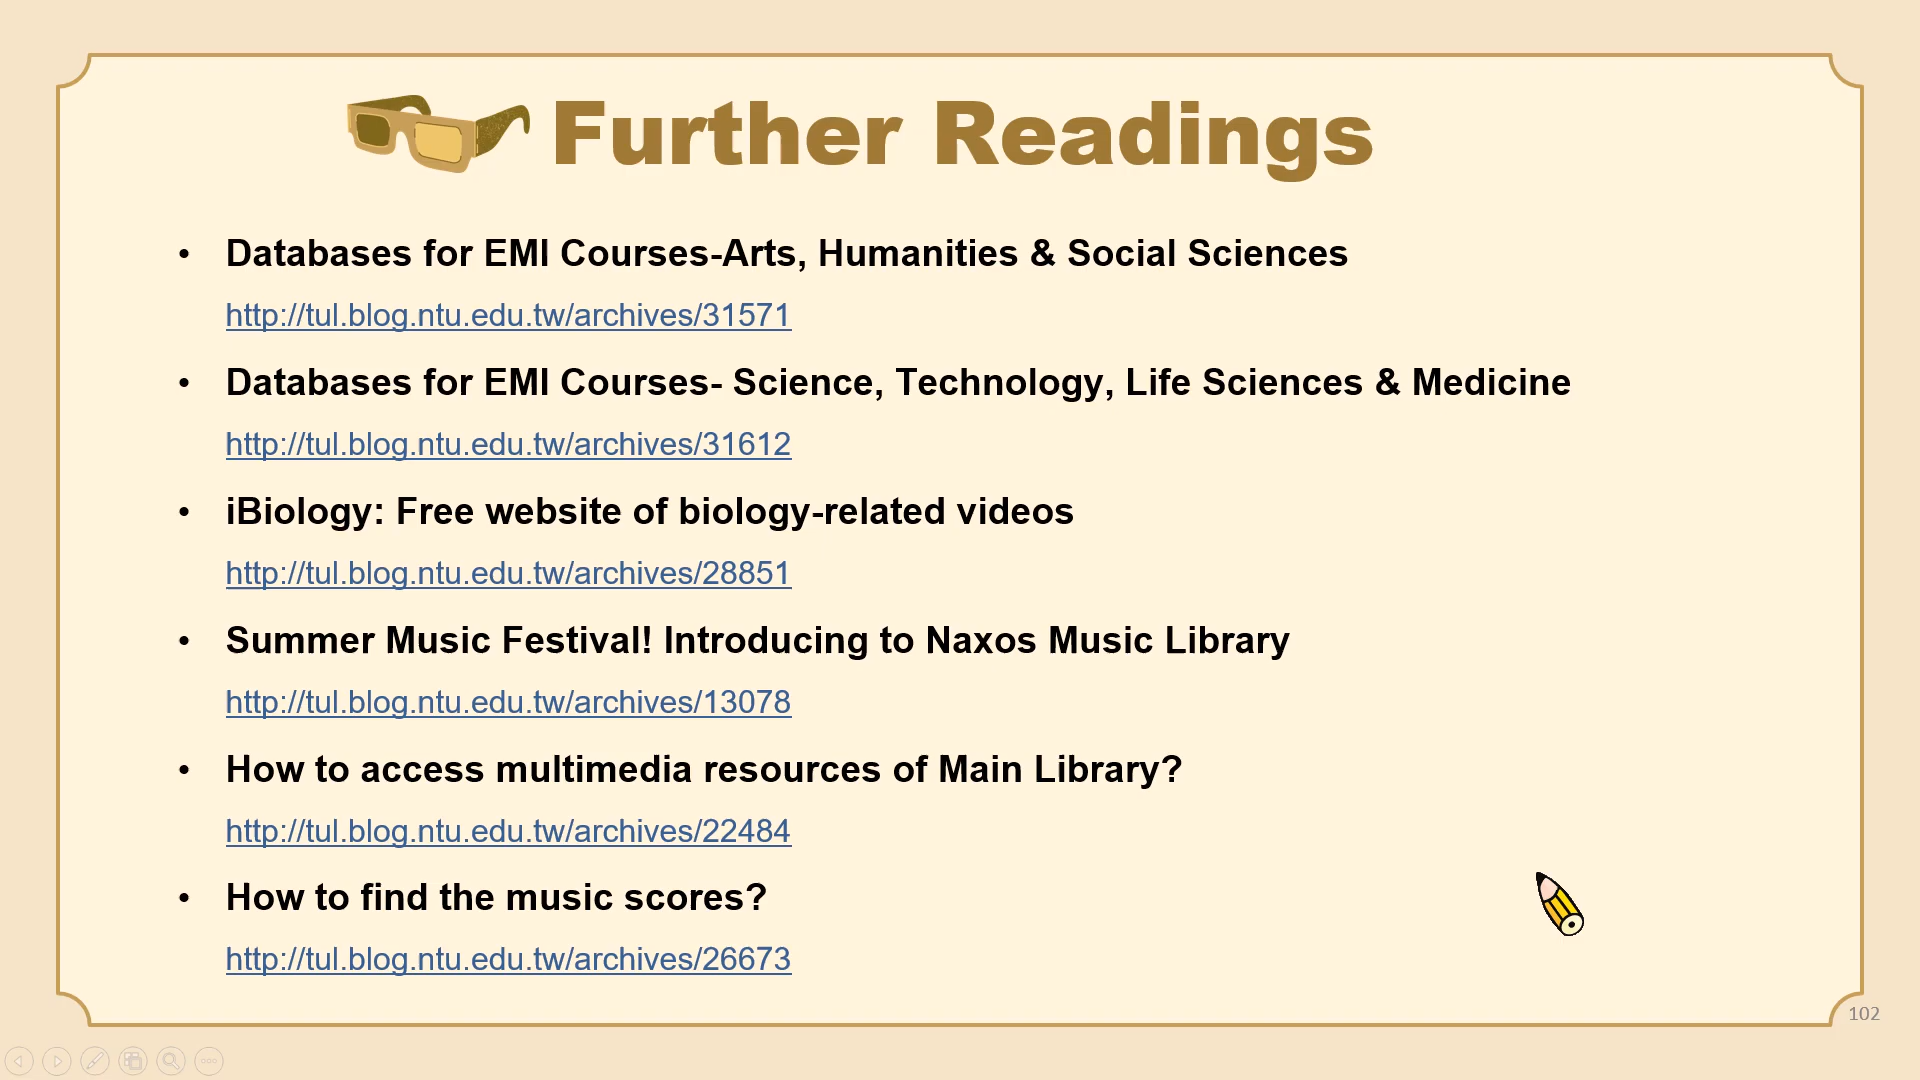 Further Readings
• Databases for EMI Courses-Arts, Humanities & Social Sciences
http://tul.blog.ntu.edu.tw/archives/31571
• Databases for EMI Courses- Science, Technology, Life Sciences & Medicine
http://tul.blog.ntu.edu.tw/archives/31612
• iBiology: Free website of biology-related videos
http://tul.blog.ntu.edu.tw/archives/28851
• Summer Music Festival! Introducing to Naxos Music Library
http://tul.blog.ntu.edu.tw/archives/13078
• How to access multimedia resources of Main Library?
http://tul.blog.ntu.edu.tw/archives/22484
• How to find the music scores?
http://tul.blog.ntu.edu.tw/archives/26673
102